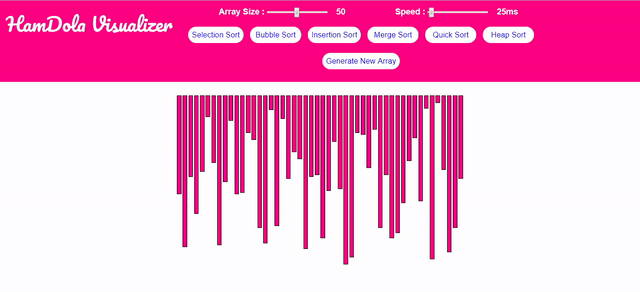 HamDola Visualizer
Array Size : 50 Speed : 25ms
Selection Sort Bubble Sort Insertion Sort Merge Sort Quick Sort Heap Sort
Generate New Array